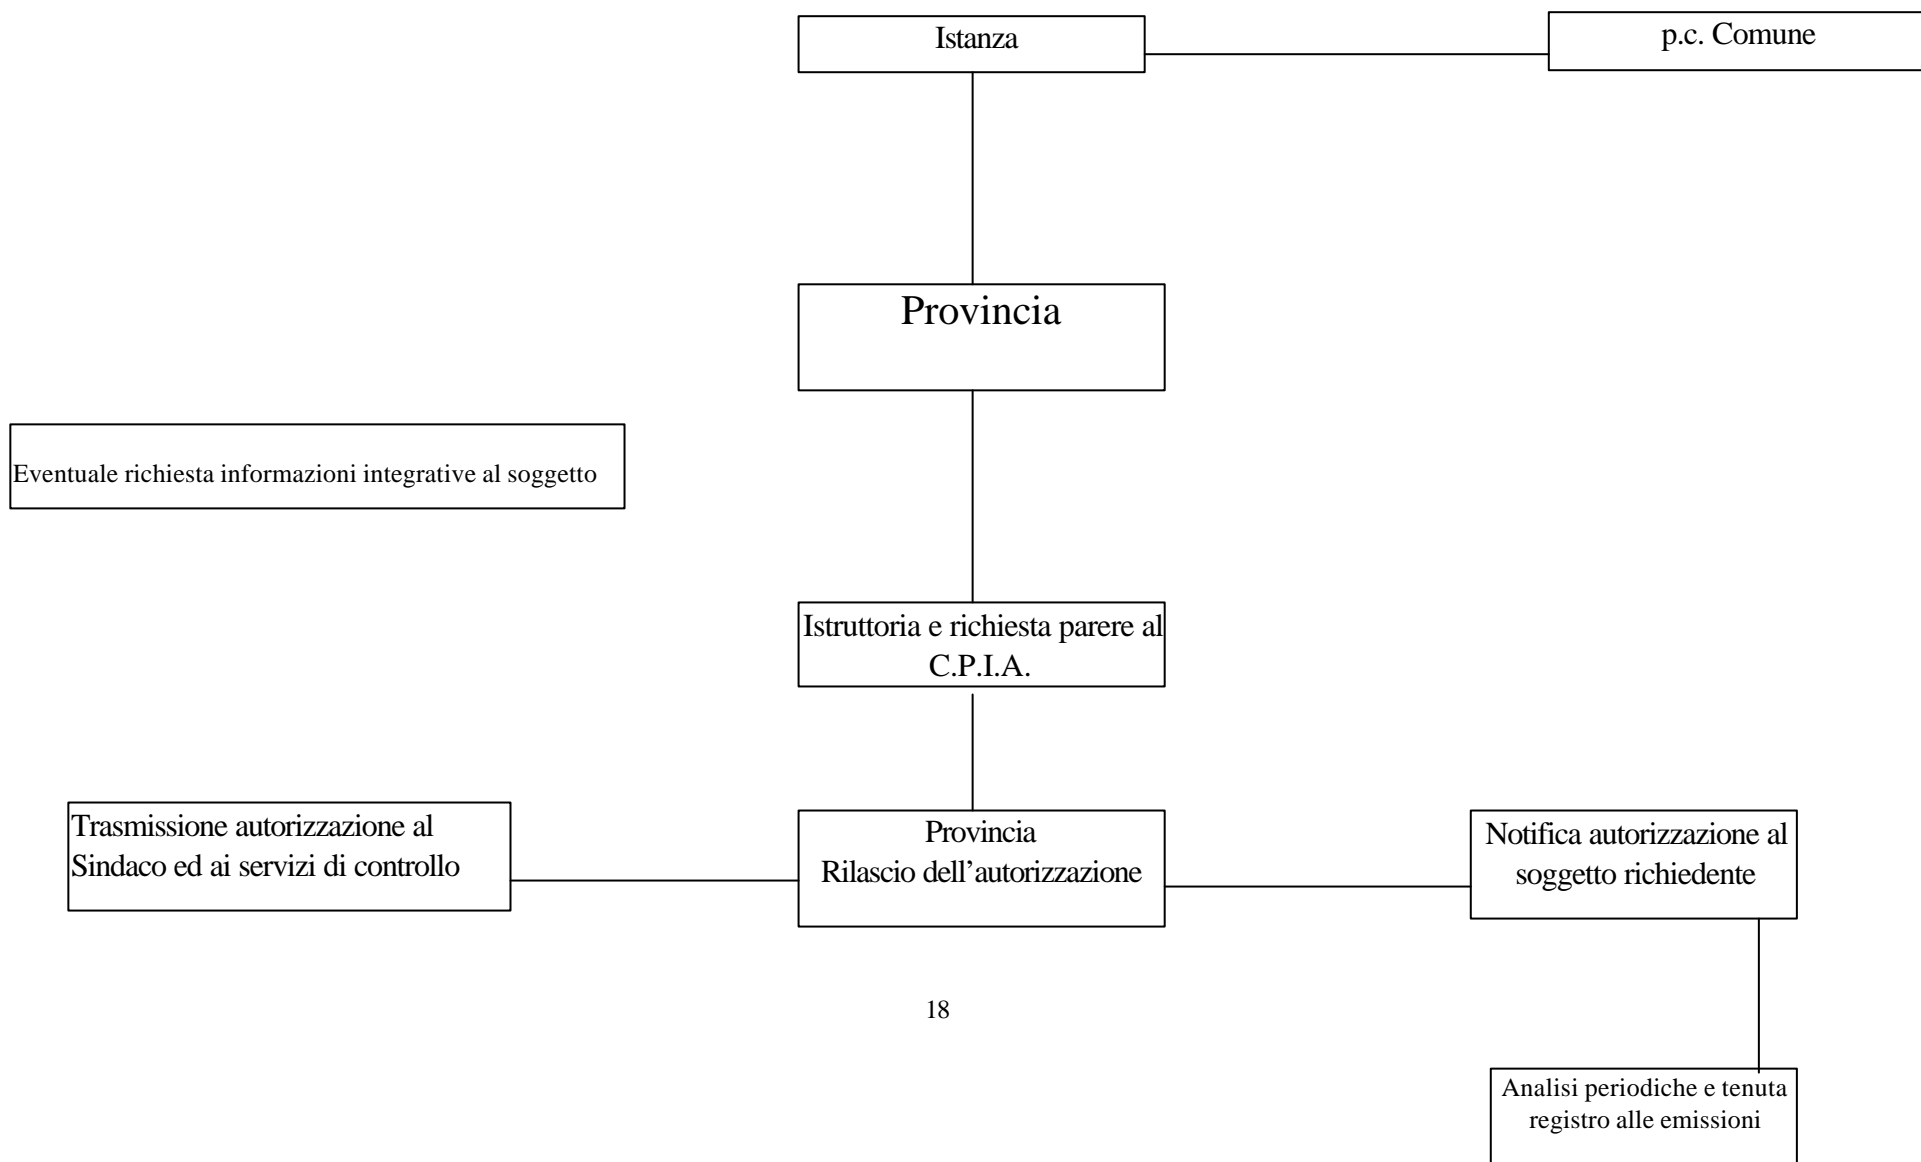 Istanza
p.c. Comune
Provincia
Eventuale richiesta informazioni integrative al soggetto
Istruttoria e richiesta parere al
C.P.I.A.
Trasmissione autorizzazione al
Sindaco ed ai servizi di controllo
Provincia
Rilascio dell’autorizzazione
Notifica autorizzazione al
soggetto richiedente
18
Analisi periodiche e tenuta
registro alle emissioni